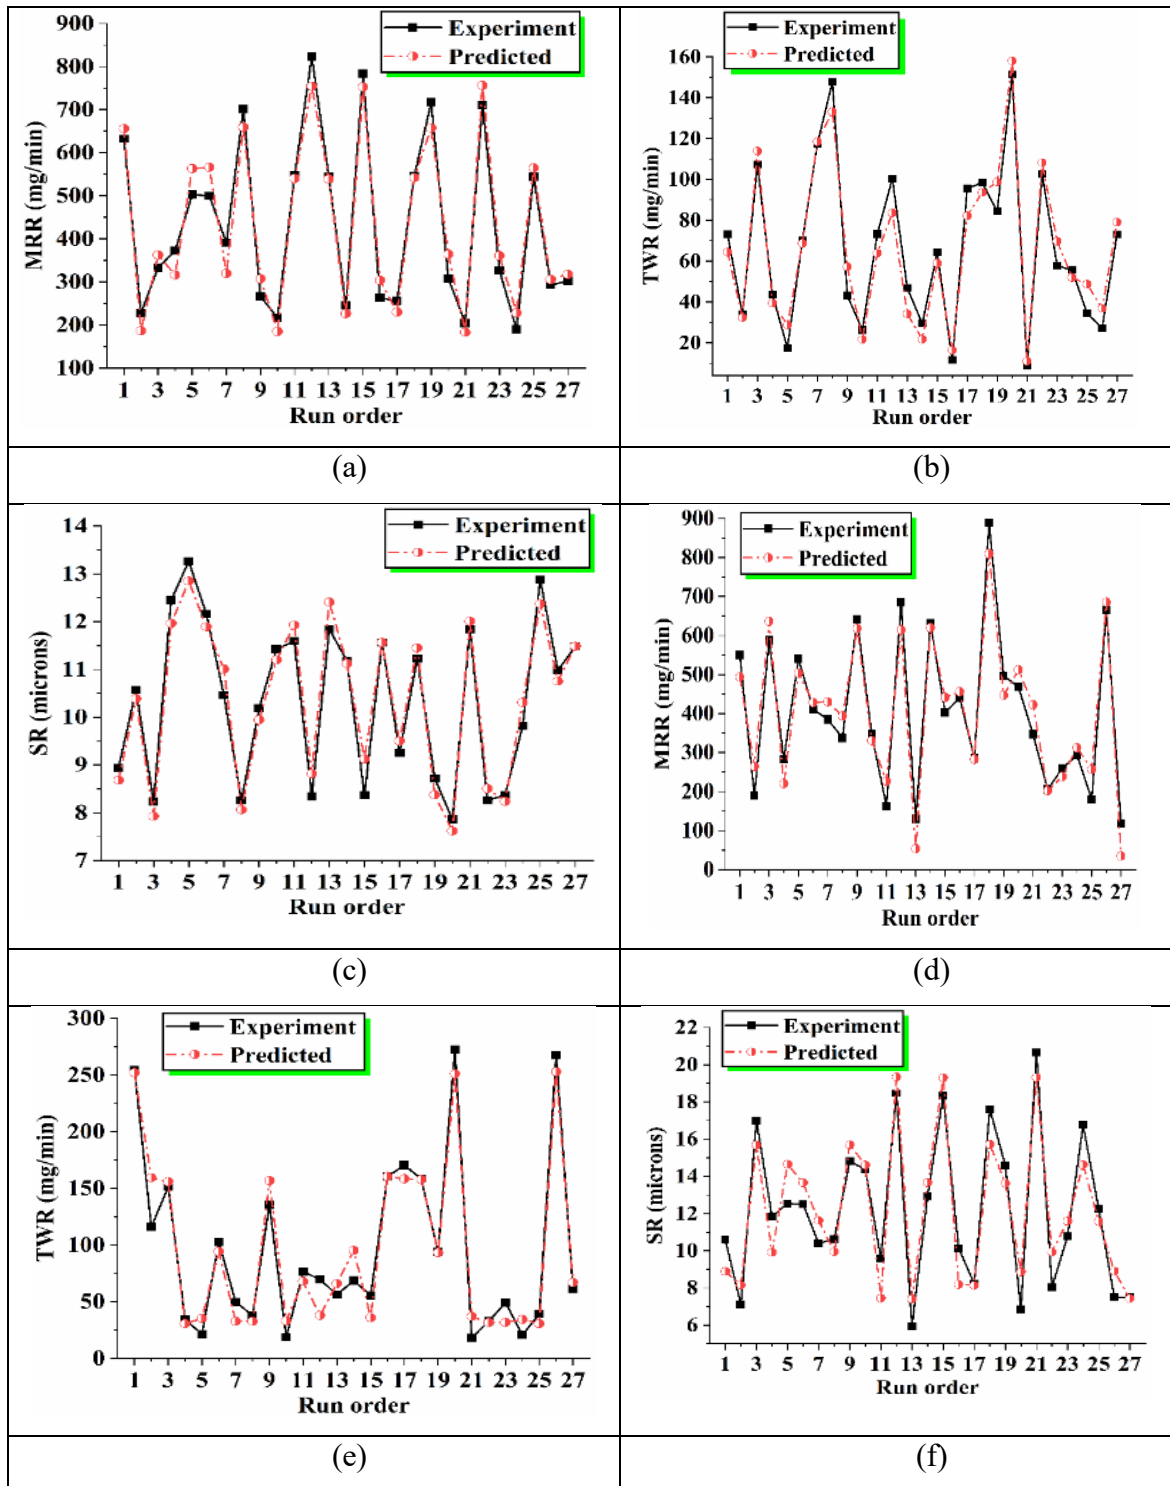 900
800
700
600
500
400
300
200
100
MRR (mg/min)
Experiment
Predicted
1 3 5 7 9 11 13 15 17 19 21 23 25 27
Run order
(a)
160
140
120
100
80
60
40
20
TWR (mg/min)
Experiment
Predicted
1 3 5 7 9 11 13 15 17 19 21 23 25 27
Run order
(b)
14
13
12
11
10
9
8
7
SR (microns)
Experiment
Predicted
1 3 5 7 9 11 13 15 17 19 21 23 25 27
Run order
(c)
900
800
700
600
500
400
300
200
100
0
MRR (mg/min)
Experiment
Predicted
1 3 5 7 9 11 13 15 17 19 21 23 25 27
Run order
(d)
300
250
200
150
100
50
0
TWR (mg/min)
Experiment
Predicted
1 3 5 7 9 11 13 15 17 19 21 23 25 27
Run order
(e)
22
20
18
16
14
12
10
8
6
SR (microns)
Experiment
Predicted
1 3 5 7 9 11 13 15 17 19 21 23 25 27
Run order
(f)